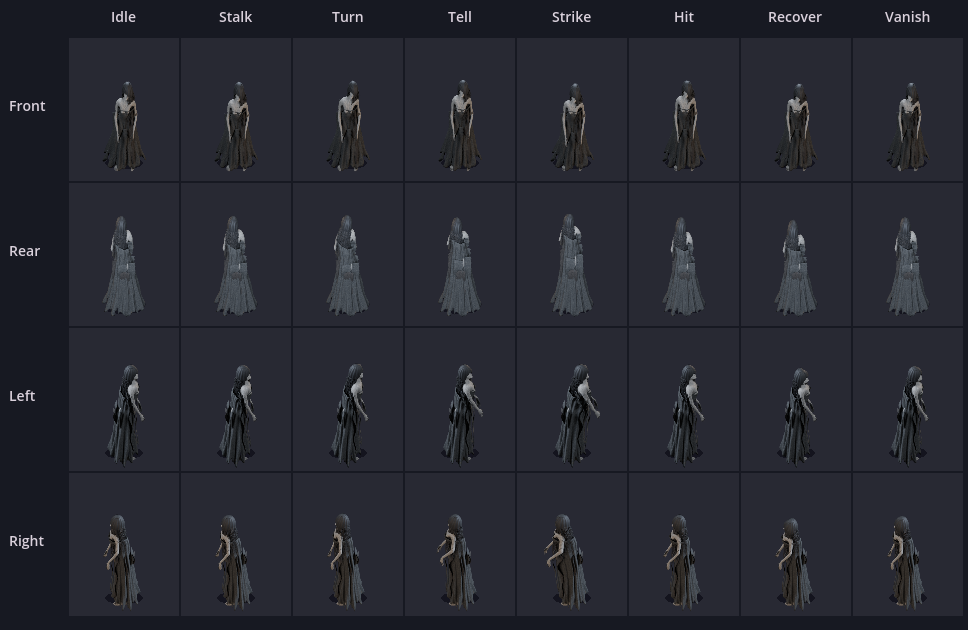 Idle Stalk Turn Tell Strike Hit Recover Vanish
Front
Rear
Left
Right